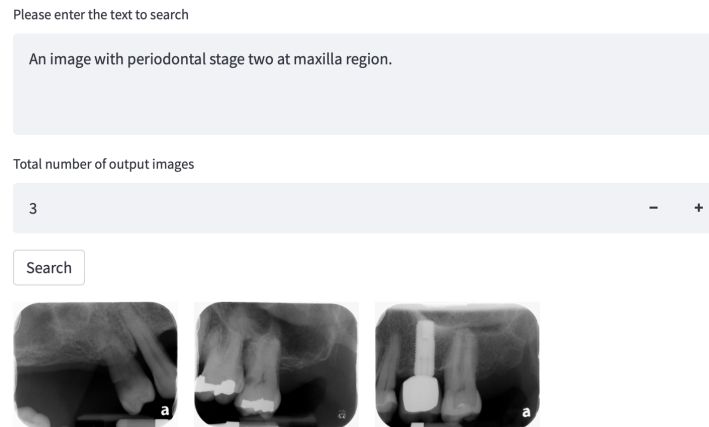 Please enter the text to search
An image with periodontal stage two at maxilla region.
Total number of output images
3 − +
Search
a
a